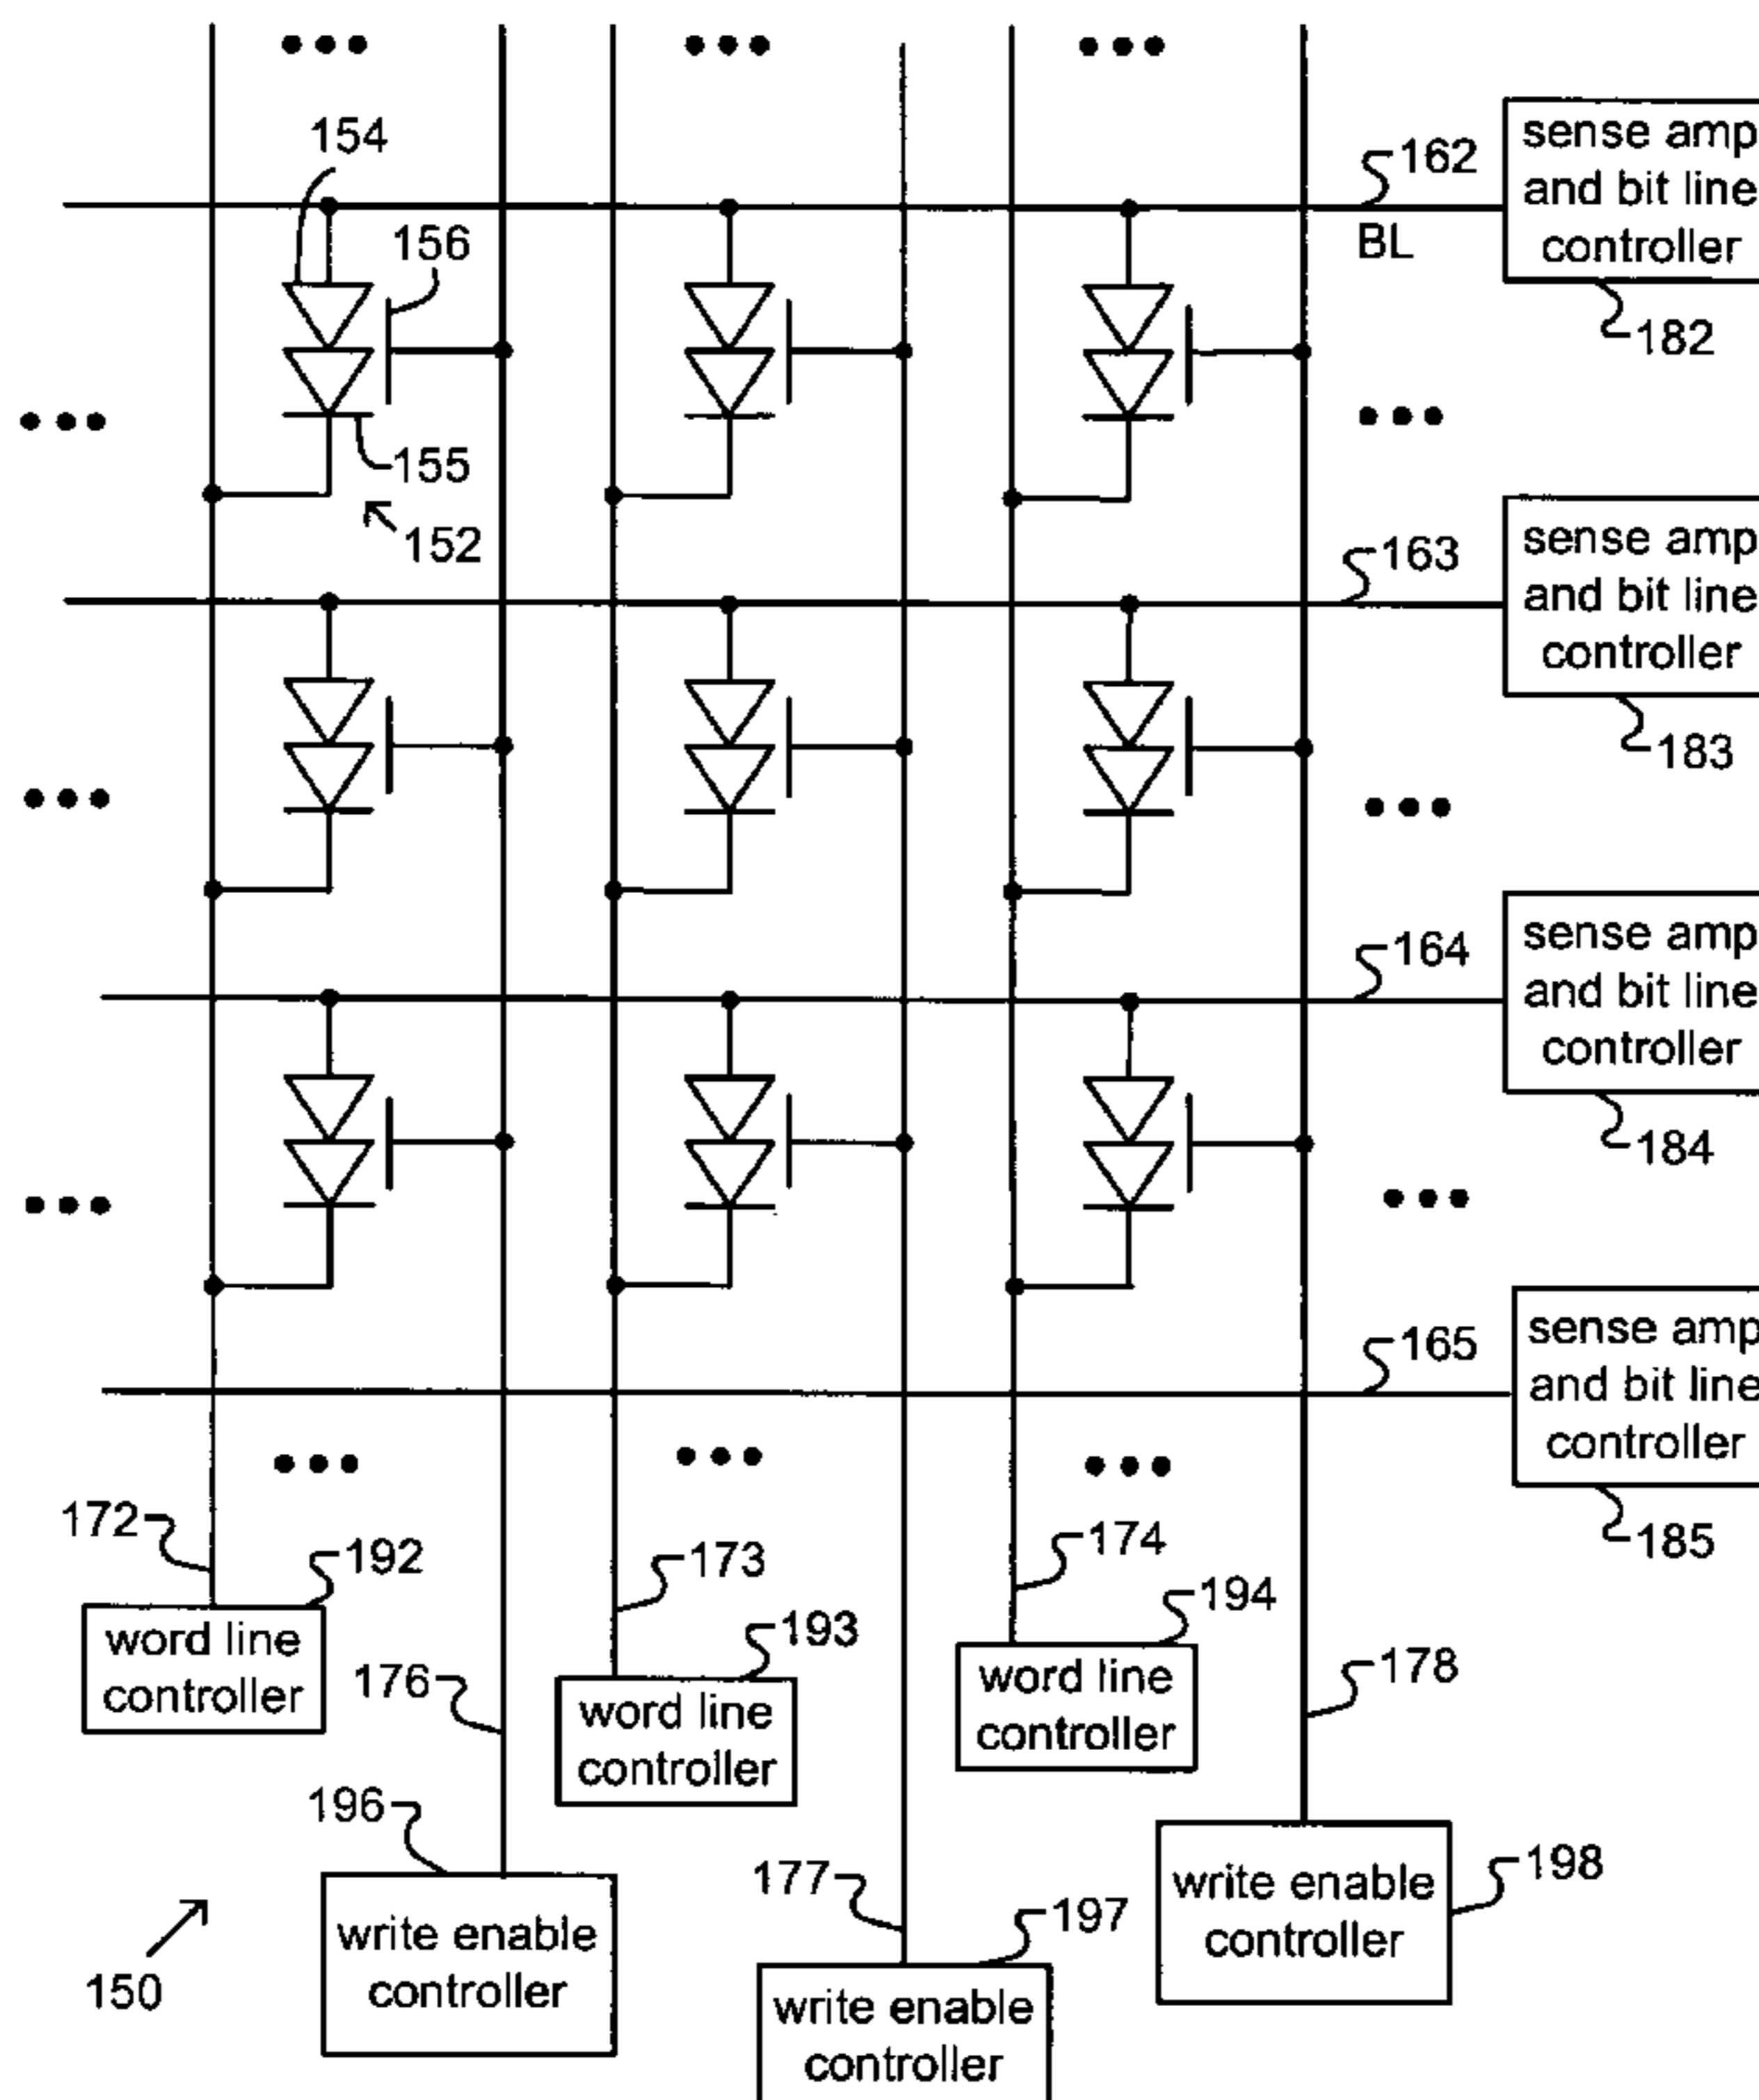 154
162
sense amp
and bit line
controller
156
BL
182
155
152
163
sense amp
and bit line
controller
183
164
sense amp
and bit line
controller
184
165
sense amp
and bit line
controller
185
172
192
173
174
194
word line
controller
193
176
word line
controller
word line
controller
178
196
177
198
write enable
controller
197
write enable
controller
150
write enable
controller